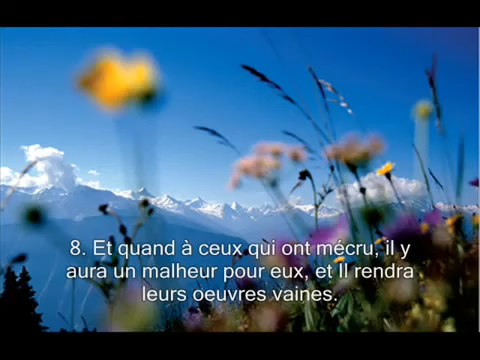 8. Et quand à ceux qui ont mécru, il y
aura un malheur pour eux, et Il rendra
leurs oeuvres vaines.